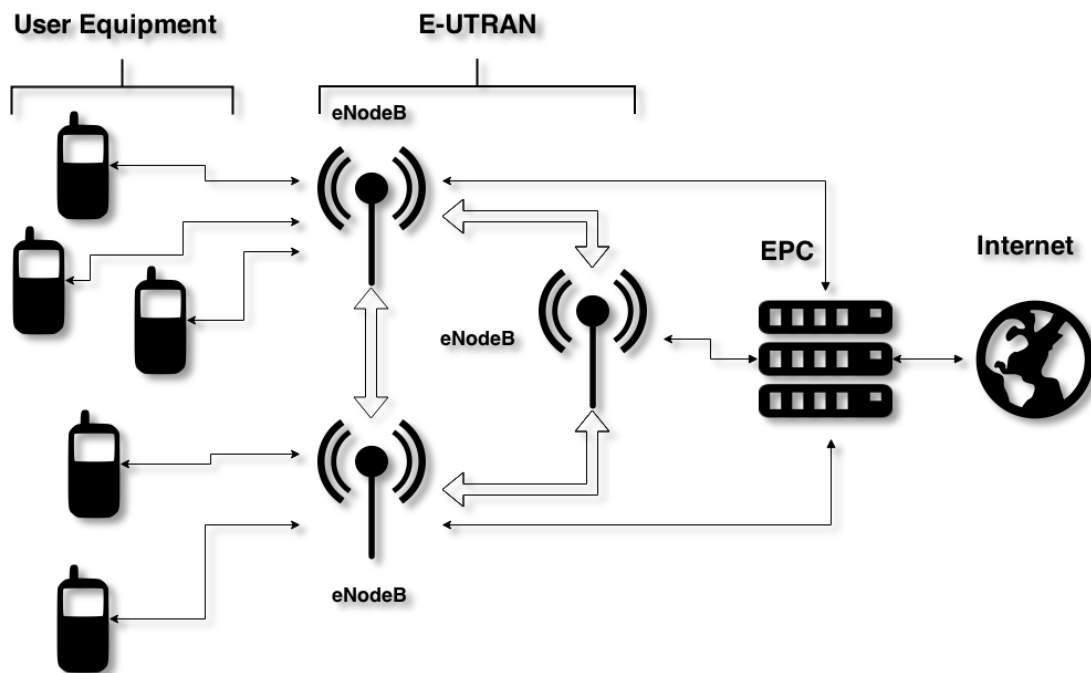 User Equipment
E-UTRAN
eNodeB
EPC
Internet
eNodeB
eNodeB